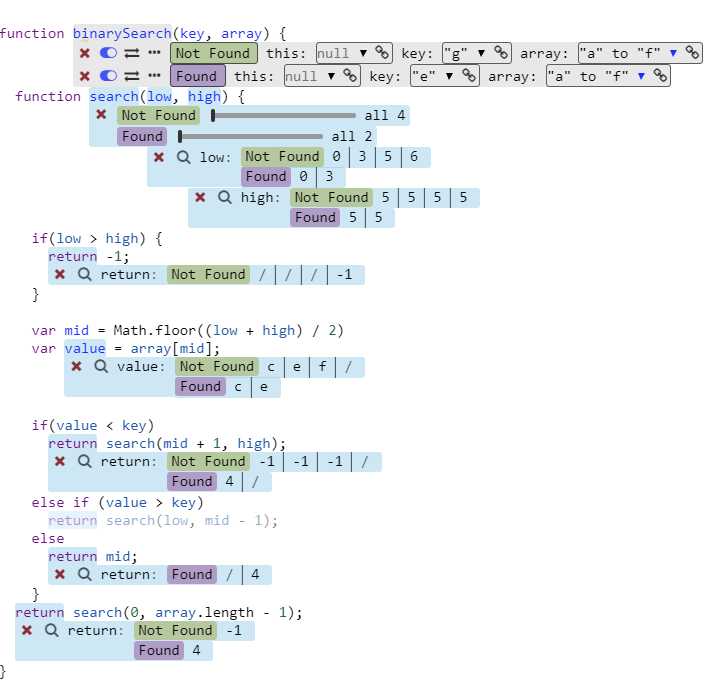 function binarySearch(key, array) {
Not Found this: null ▼ key: "g" ▼ array: "a" to "f" ▼
Found this: null ▼ key: "e" ▼ array: "a" to "f" ▼
function search(low, high) {
Not Found all 4
Found all 2
low: Not Found 0 | 3 | 5 | 6
Found 0 | 3
high: Not Found 5 | 5 | 5 | 5
Found 5 | 5
if(low > high) {
return -1;
return: Not Found / | / | / | -1
}
var mid = Math.floor((low + high) / 2)
var value = array[mid];
value: Not Found c | e | f | /
Found c | e
if(value < key)
return search(mid + 1, high);
return: Not Found -1 | -1 | -1 | /
Found 4 | /
else if (value > key)
return search(low, mid - 1);
else
return mid;
return: Found / | 4
}
return search(0, array.length - 1);
return: Not Found -1
Found 4
}